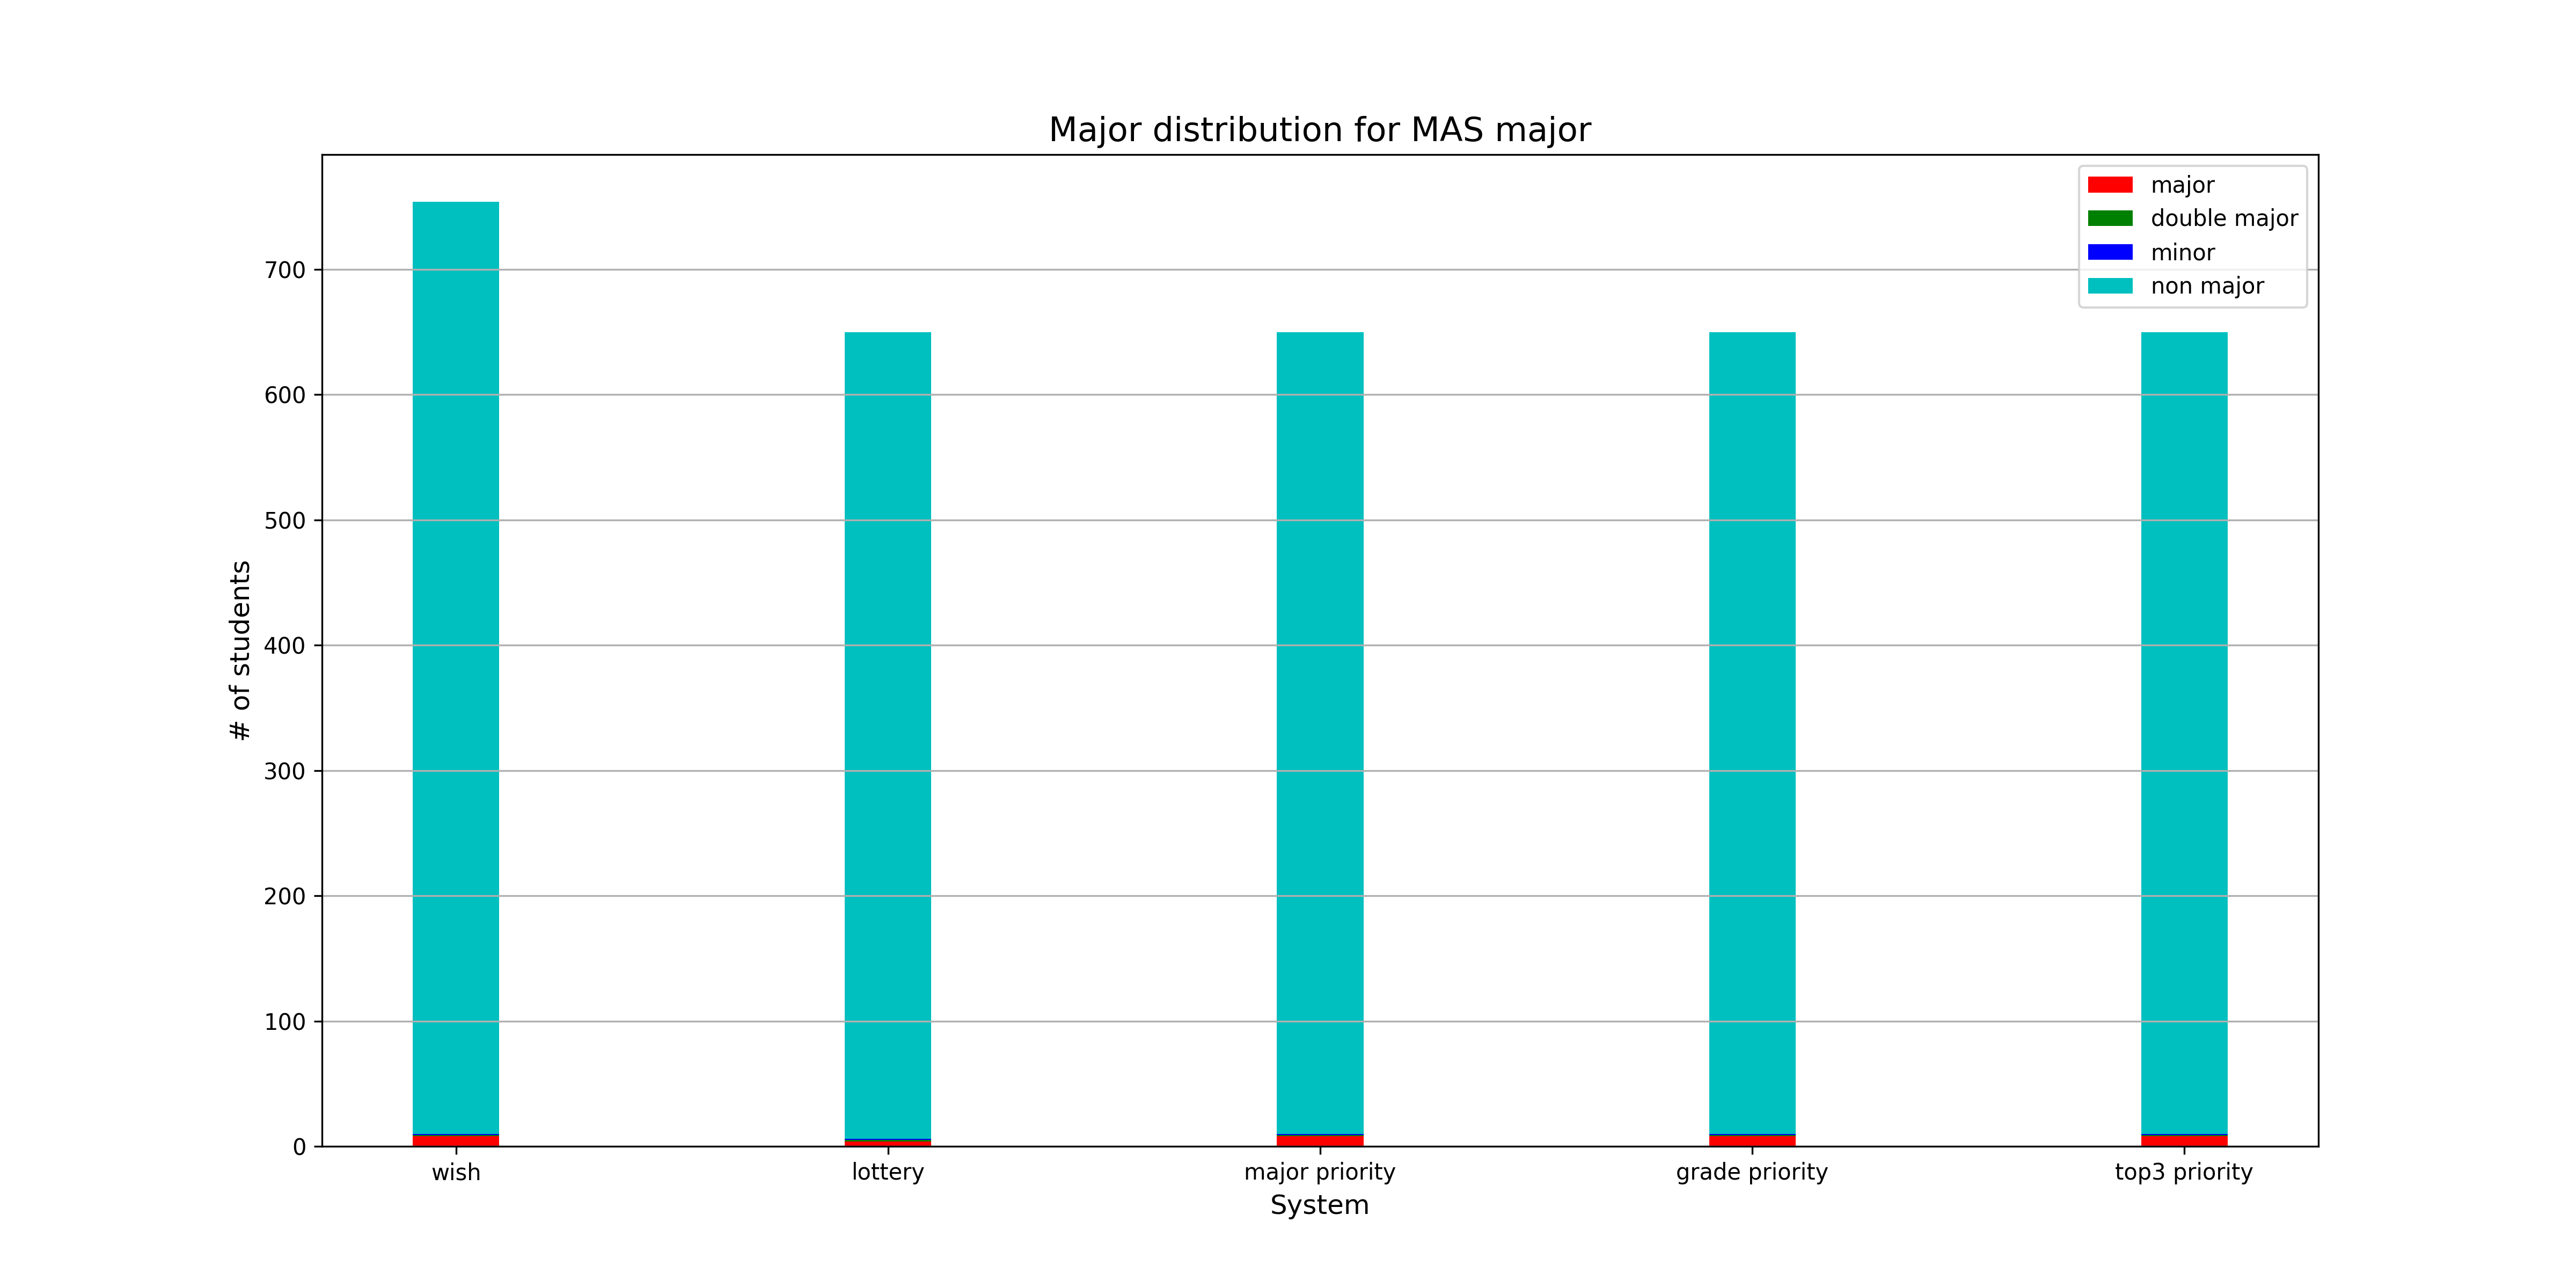 Major distribution for MAS major
major
double major
minor
non major
700
600
500
400
300
200
100
0
# of students
wish
lottery
major priority
grade priority
top3 priority
System